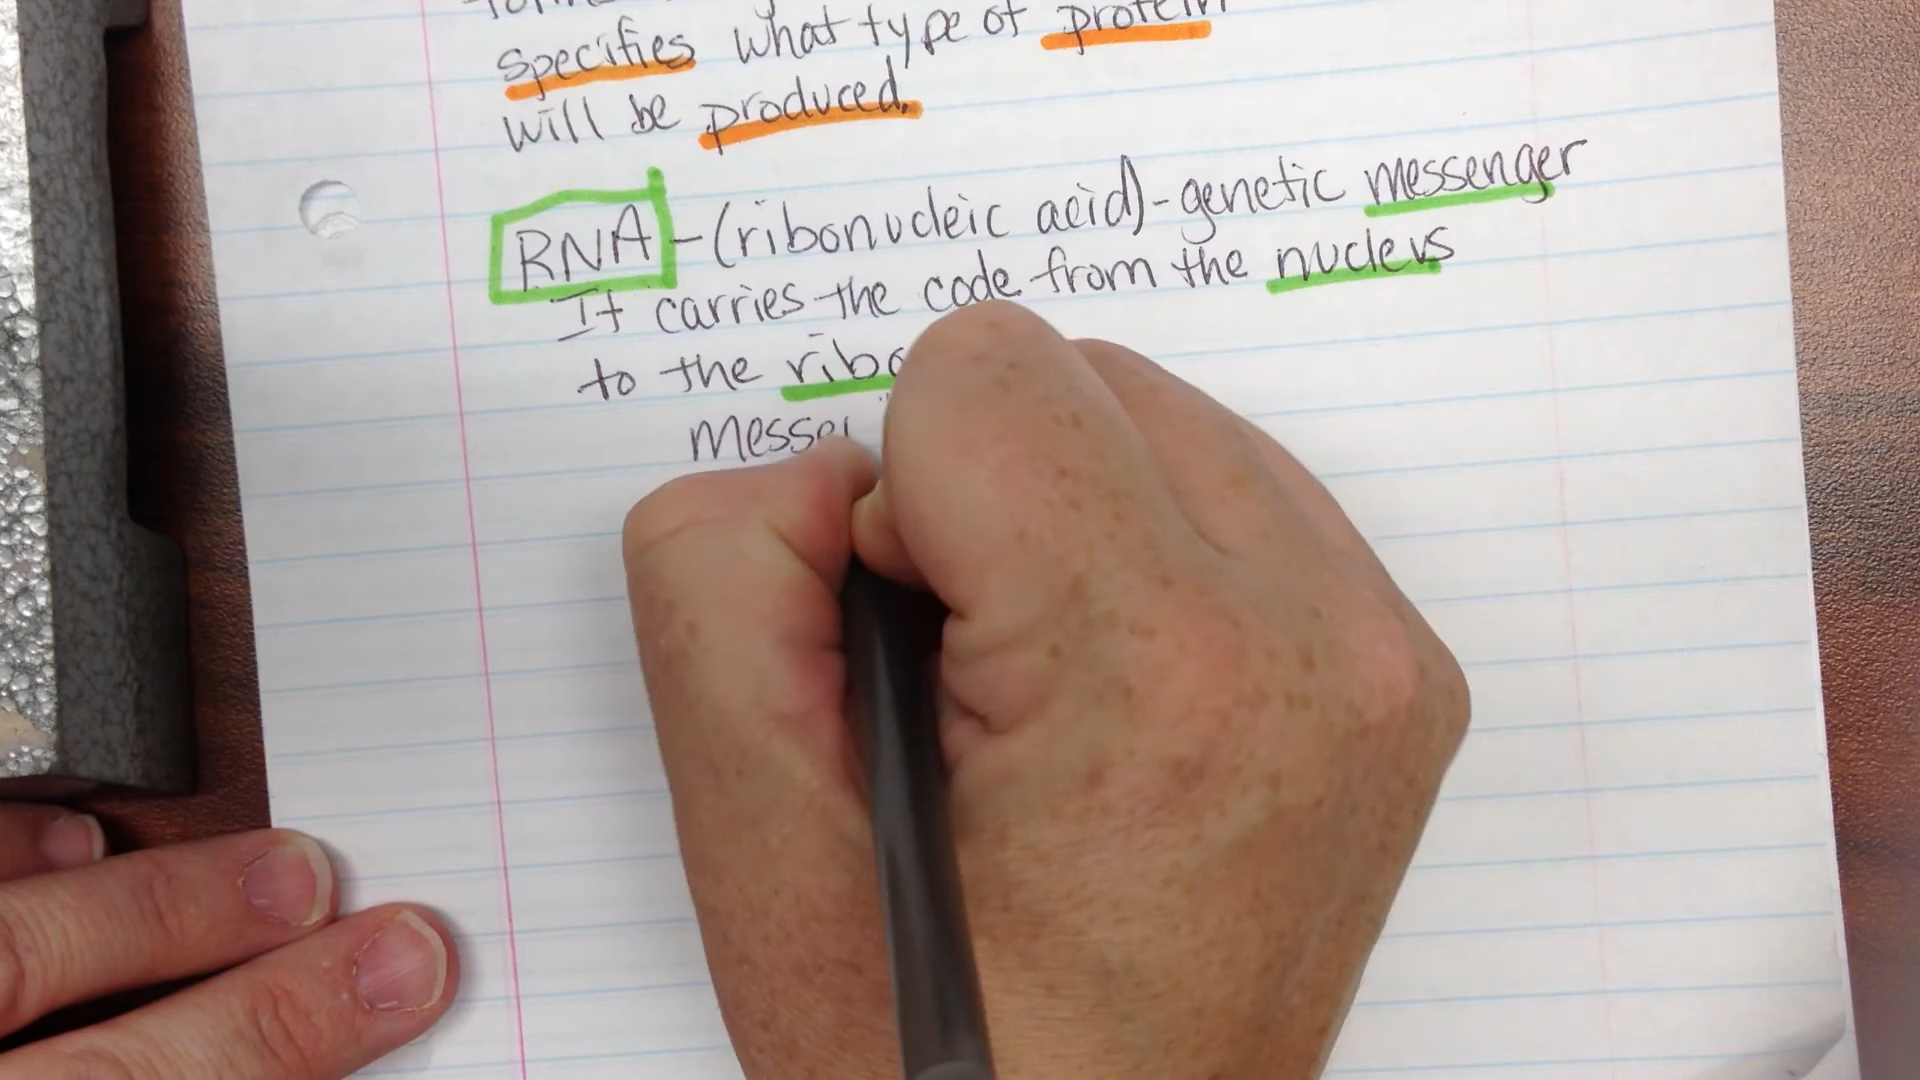 specifies what type of protein
will be produced.
RNA - (ribonucleic acid) - genetic messenger
It carries the code from the nucleus
to the